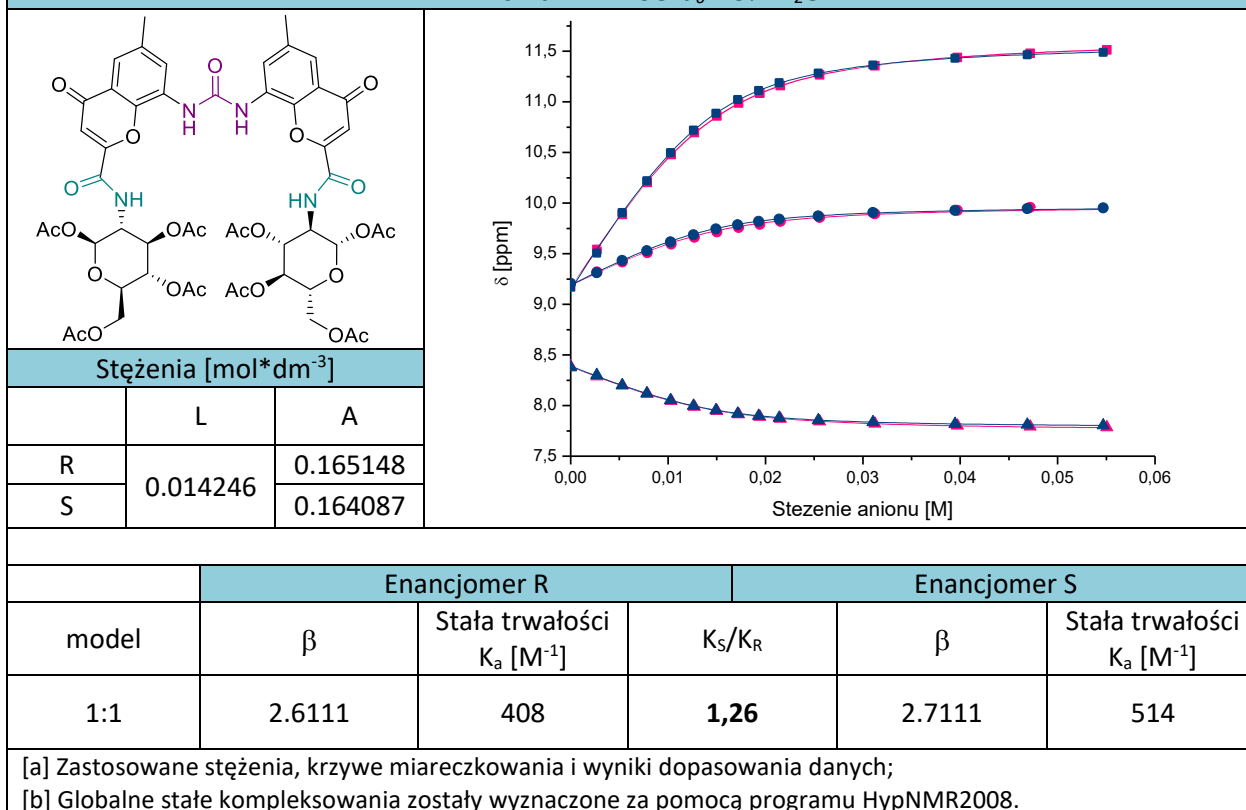 O
O
O
N
H
N
H
O
O
O
O
NH
HN
O
AcO
AcO
AcO
AcO
O
OAc
AcO
O
OAc
AcO
OAc
Stężenia [mol*dm⁻³]
L A
R 0.014246 0.165148
S 0.164087
11,5
11,0
10,5
10,0
9,5
9,0
8,5
8,0
7,5
δ [ppm]
0,00 0,01 0,02 0,03 0,04 0,05 0,06
Stezenie anionu [M]
Enancjomer R Enancjomer S
model β Stała trwałości Kₐ [M⁻¹] K_S/K_R β Stała trwałości Kₐ [M⁻¹]
1:1 2.6111 408 1,26 2.7111 514
[a] Zastosowane stężenia, krzywe miareczkowania i wyniki dopasowania danych;
[b] Globalne stałe kompleksowania zostały wyznaczone za pomocą programu HypNMR2008.